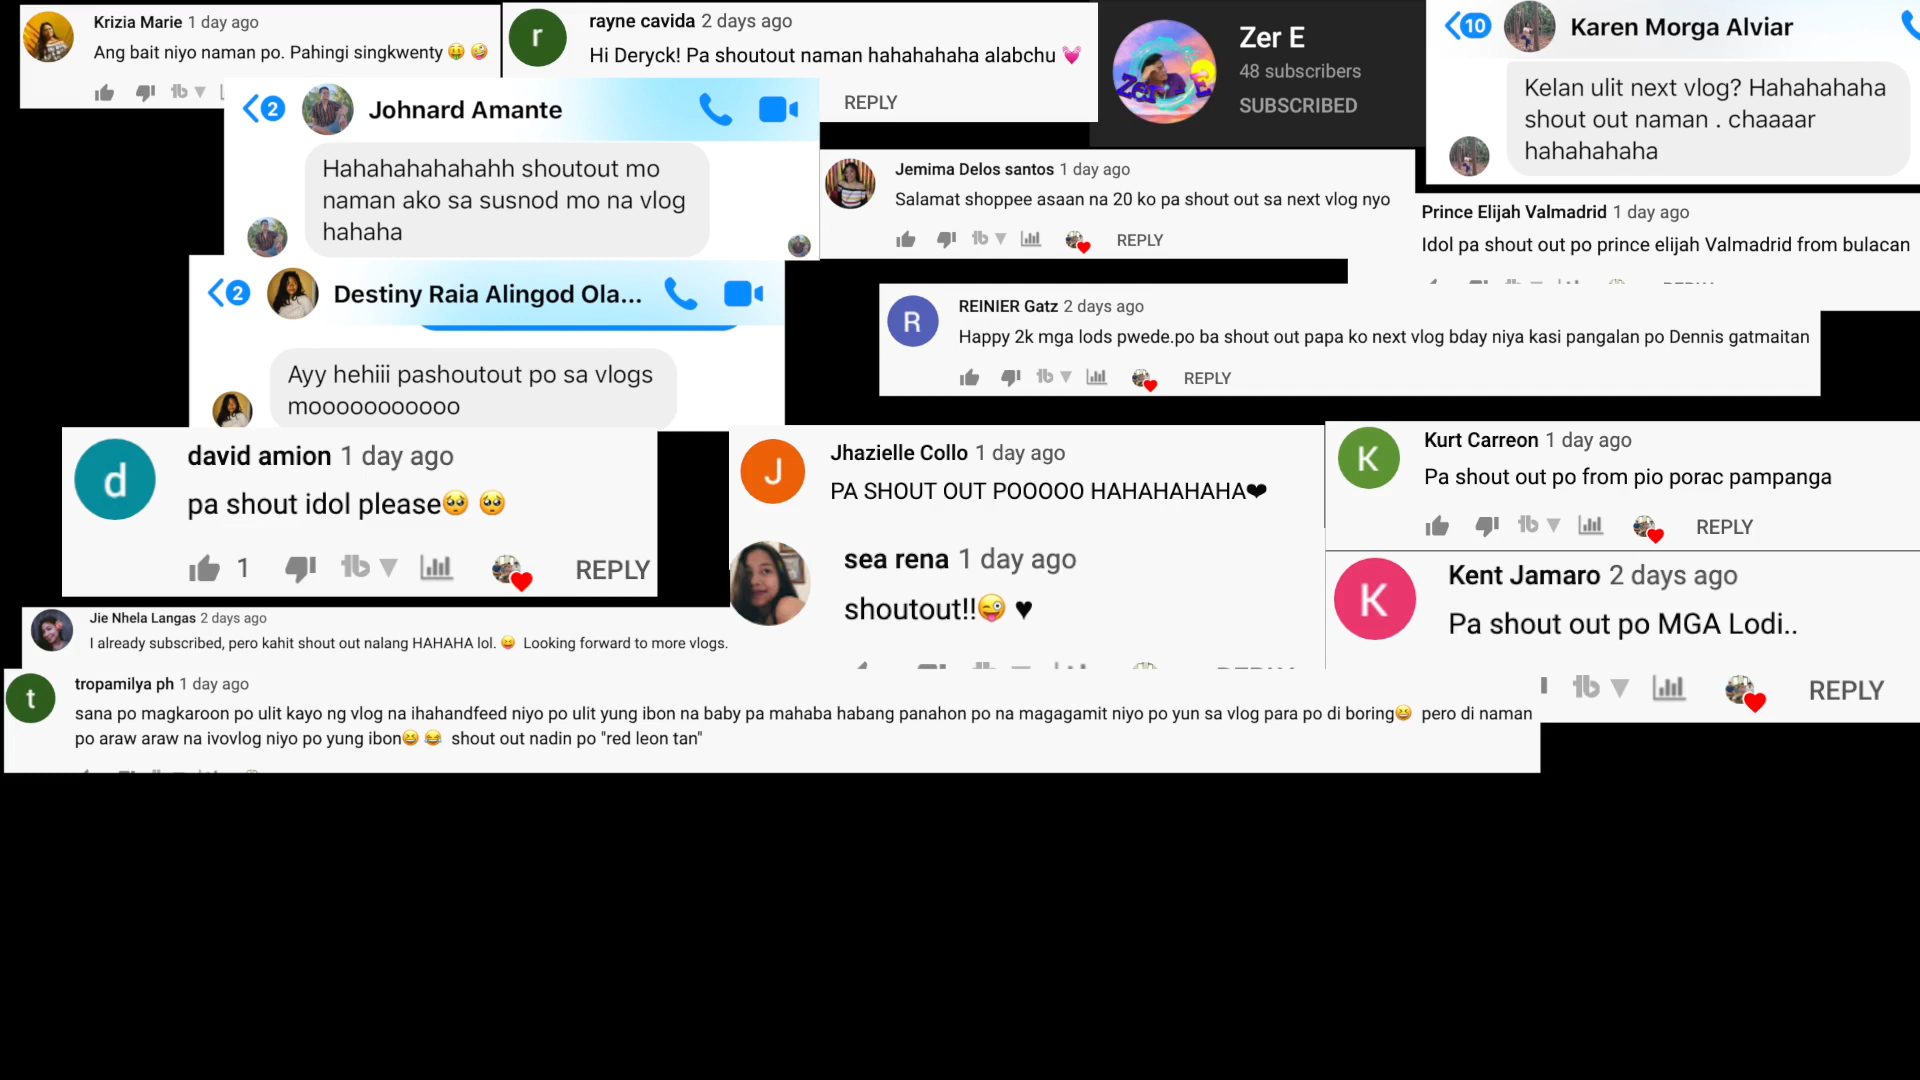 Krizia Marie 1 day ago
Ang bait niyo naman po. Pahingi singkwenty 🤑 🤪
rayne cavida 2 days ago
Hi Deryck! Pa shoutout naman hahahahaha alabchu 💓
REPLY
Zer E
48 subscribers
SUBSCRIBED
Zer E
10
Karen Morga Alviar
Kelan ulit next vlog? Hahahahaha
shout out naman . chaaaar
hahahahaha
2
Johnard Amante
Hahahahahahahh shoutout mo
naman ako sa susnod mo na vlog
hahaha
Jemima Delos santos 1 day ago
Salamat shoppee asaan na 20 ko pa shout out sa next vlog nyo
REPLY
Prince Elijah Valmadrid 1 day ago
Idol pa shout out po prince elijah Valmadrid from bulacan
2
Destiny Raia Alingod Ola...
Ayy hehiii pashoutout po sa vlogs
mooooooooooo
R
REINIER Gatz 2 days ago
Happy 2k mga lods pwede.po ba shout out papa ko next vlog bday niya kasi pangalan po Dennis gatmaitan
REPLY
d
david amion 1 day ago
pa shout idol please🥺 🥺
1
REPLY
J
Jhazielle Collo 1 day ago
PA SHOUT OUT POOOOO HAHAHAHAHA❤
K
Kurt Carreon 1 day ago
Pa shout out po from pio porac pampanga
REPLY
sea rena 1 day ago
shoutout!!😜 ♥
K
Kent Jamaro 2 days ago
Pa shout out po MGA Lodi..
REPLY
Jie Nhela Langas 2 days ago
I already subscribed, pero kahit shout out nalang HAHAHA lol. 😝 Looking forward to more vlogs.
t
tropamilya ph 1 day ago
sana po magkaroon po ulit kayo ng vlog na ihahandfeed niyo po ulit yung ibon na baby pa mahaba habang panahon po na magagamit niyo po yun sa vlog para po di boring😆 pero di naman
po araw araw na ivovlog niyo po yung ibon😆 😂 shout out nadin po "red leon tan"